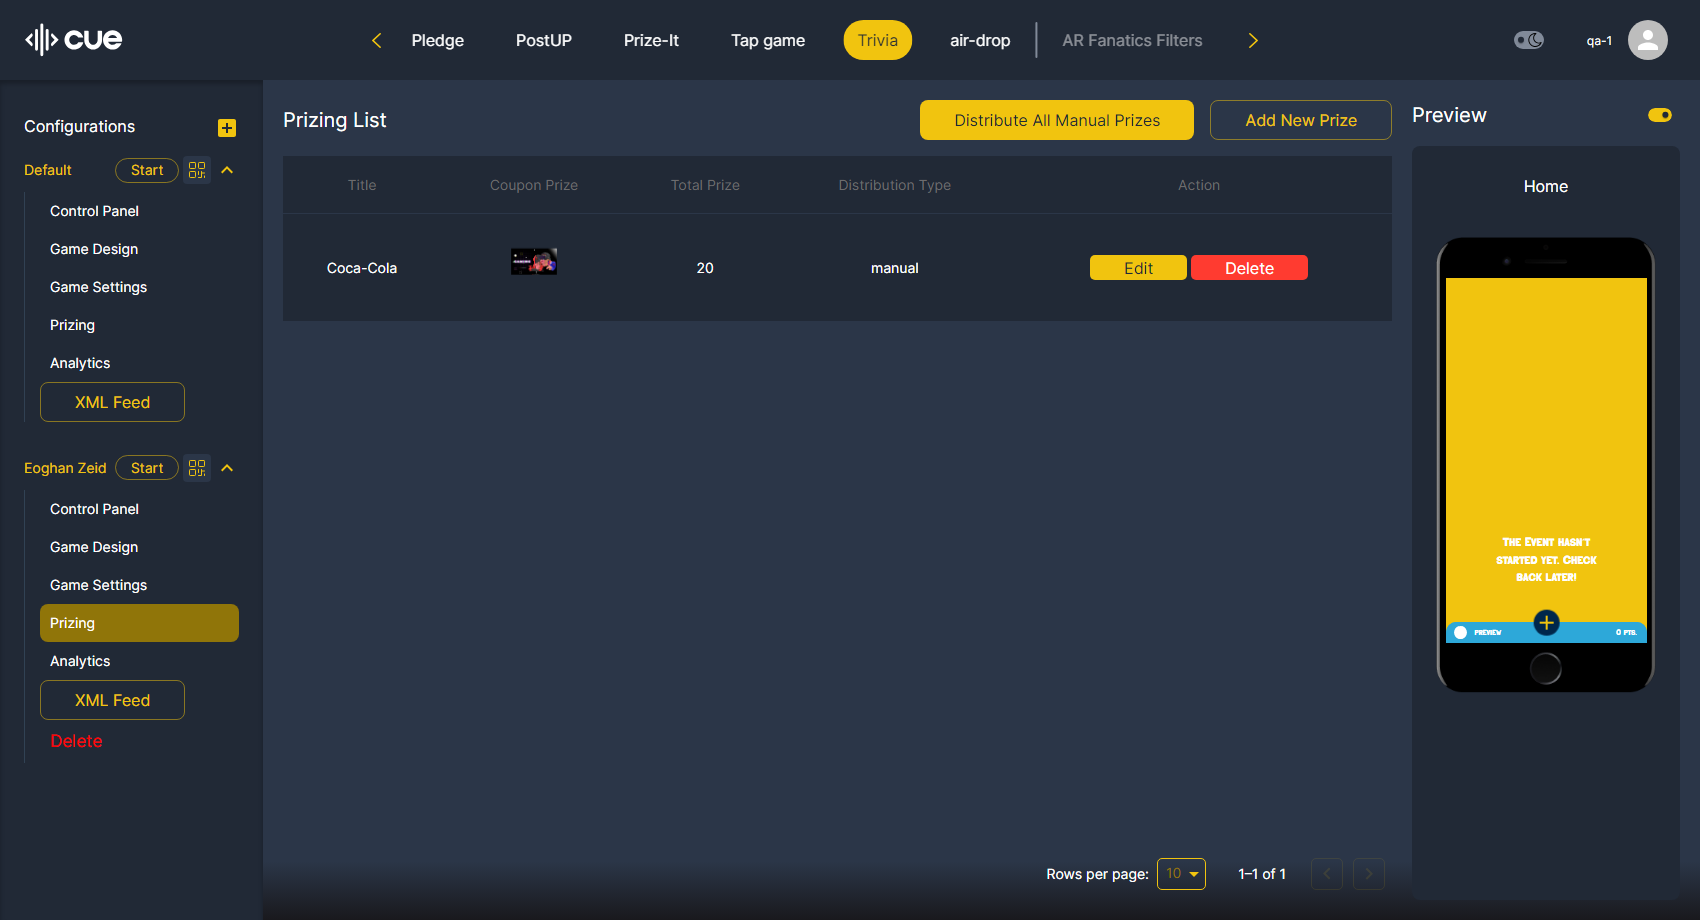 cue
Pledge
PostUP
Prize-It
Tap game
Trivia
air-drop
AR Fanatics Filters
qa-1
Configurations
Default
Start
Control Panel
Game Design
Game Settings
Prizing
Analytics
XML Feed
Eoghan Zeid
Start
Control Panel
Game Design
Game Settings
Prizing
Analytics
XML Feed
Delete
Prizing List
Distribute All Manual Prizes
Add New Prize
Title
Coupon Prize
Total Prize
Distribution Type
Action
Coca-Cola
20
manual
Edit
Delete
Rows per page:
10
1–1 of 1
Preview
Home
The Event hasn't
started yet. Check
back later!
PREVIEW
0 PTS.